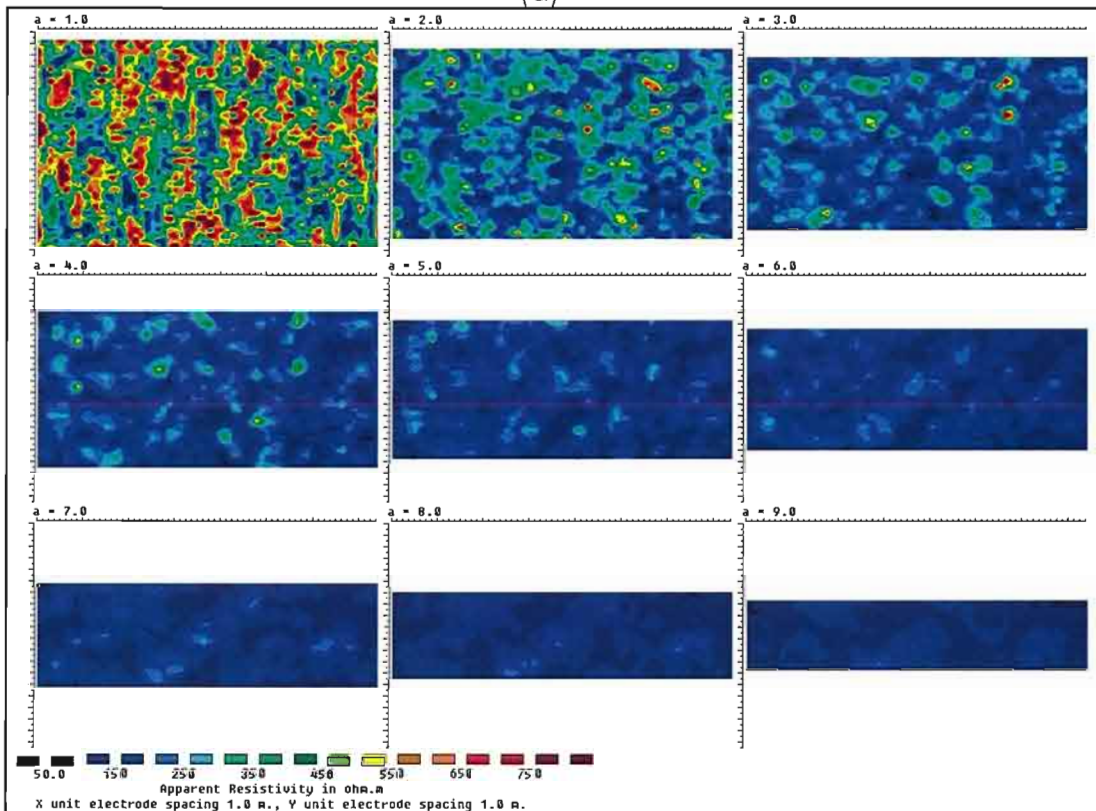 (a)
a = 1.0 a = 2.0 a = 3.0
a = 4.0 a = 5.0 a = 6.0
a = 7.0 a = 8.0 a = 9.0
50.0 150 250 350 450 550 650 750
Apparent Resistivity in ohm.m
X unit electrode spacing 1.0 m., Y unit electrode spacing 1.0 m.